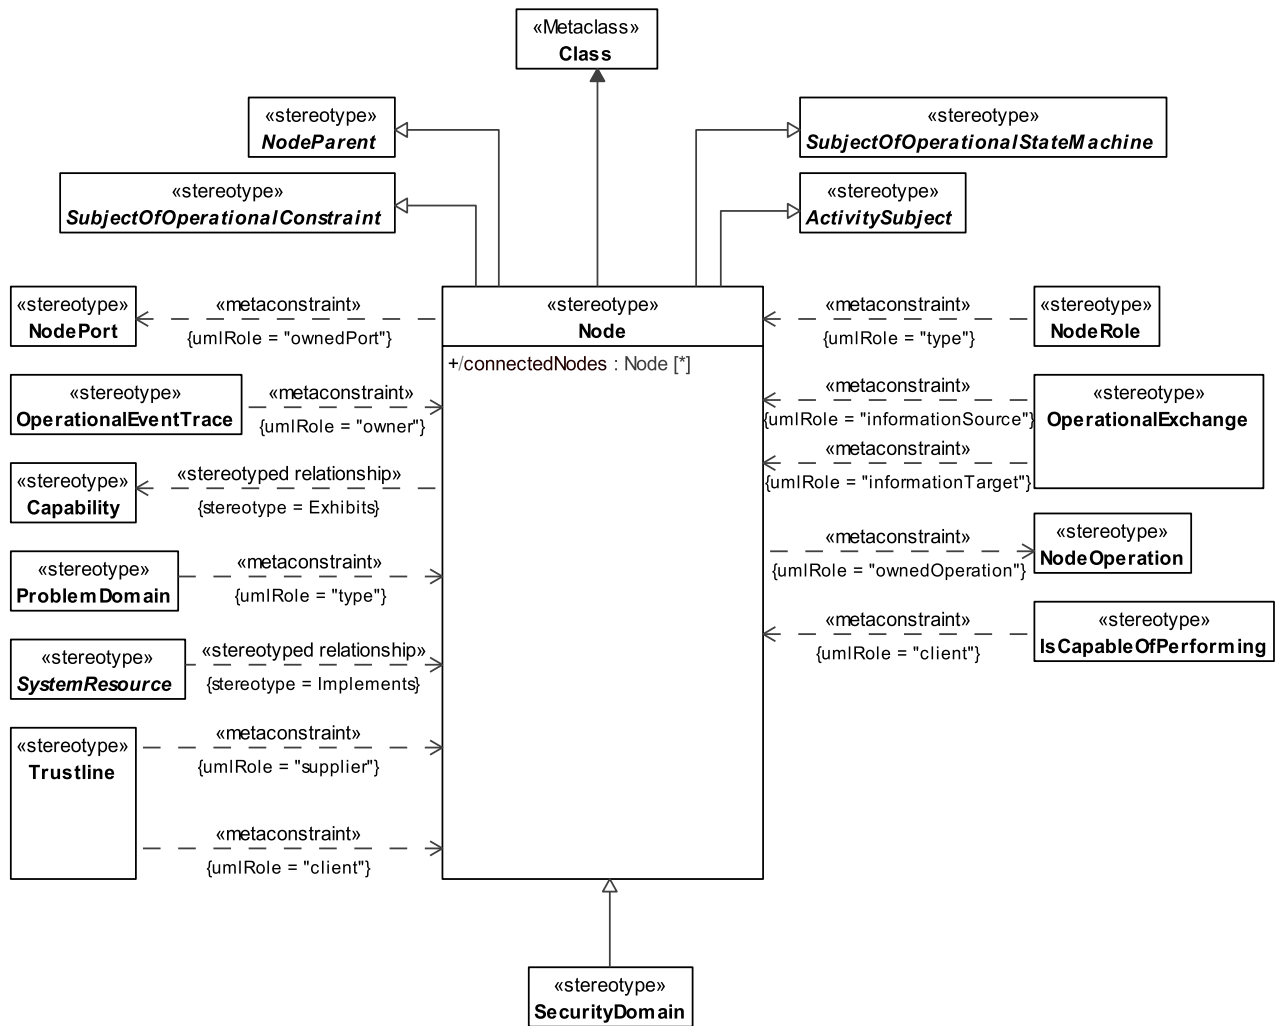 «Metaclass»
Class
«stereotype»
NodeParent
«stereotype»
SubjectOfOperationalStateMachine
«stereotype»
SubjectOfOperationalConstraint
«stereotype»
ActivitySubject
«stereotype»
NodePort
«metaconstraint»
{umlRole = "ownedPort"}
«stereotype»
Node
+/connectedNodes : Node [*]
«metaconstraint»
{umlRole = "type"}
«stereotype»
NodeRole
«stereotype»
OperationalEventTrace
«metaconstraint»
{umlRole = "owner"}
«metaconstraint»
{umlRole = "informationSource"}
«metaconstraint»
{umlRole = "informationTarget"}
«stereotype»
OperationalExchange
«stereotype»
Capability
«stereotyped relationship»
{stereotype = Exhibits}
«metaconstraint»
{umlRole = "ownedOperation"}
«stereotype»
NodeOperation
«stereotype»
ProblemDomain
«metaconstraint»
{umlRole = "type"}
«metaconstraint»
{umlRole = "client"}
«stereotype»
IsCapableOfPerforming
«stereotype»
SystemResource
«stereotyped relationship»
{stereotype = Implements}
«stereotype»
Trustline
«metaconstraint»
{umlRole = "supplier"}
«metaconstraint»
{umlRole = "client"}
«stereotype»
SecurityDomain